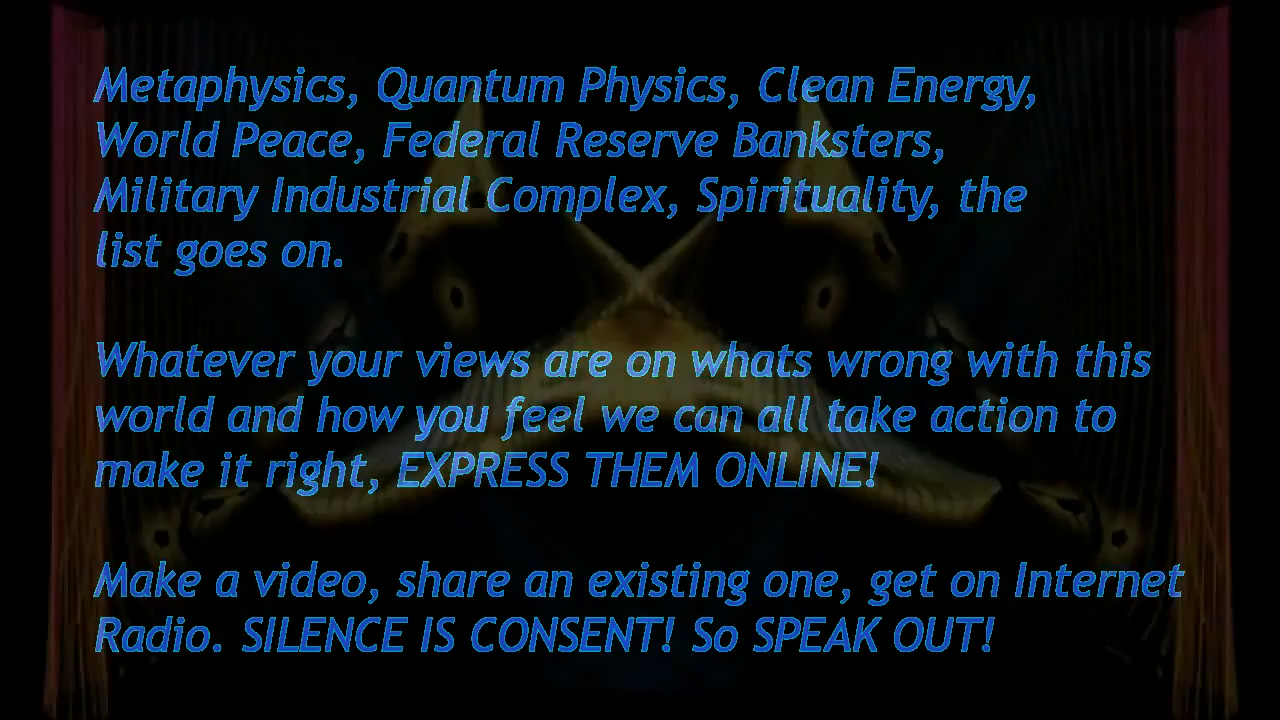 Metaphysics, Quantum Physics, Clean Energy,
World Peace, Federal Reserve Banksters,
Military Industrial Complex, Spirituality, the
list goes on.
Whatever your views are on whats wrong with this
world and how you feel we can all take action to
make it right, EXPRESS THEM ONLINE!
Make a video, share an existing one, get on Internet
Radio. SILENCE IS CONSENT! So SPEAK OUT!